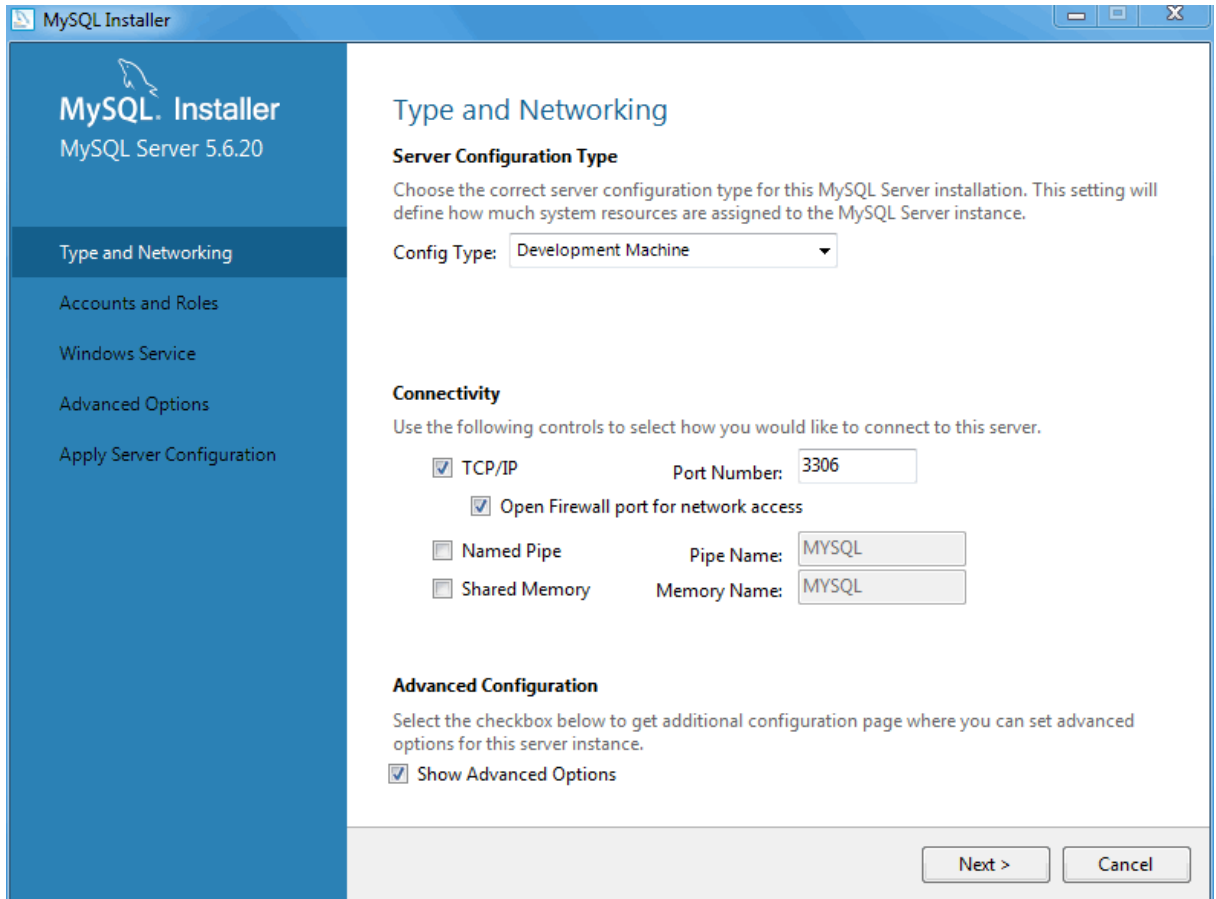 MySQL Installer
MySQL. Installer
MySQL Server 5.6.20
Type and Networking
Accounts and Roles
Windows Service
Advanced Options
Apply Server Configuration
Type and Networking
Server Configuration Type
Choose the correct server configuration type for this MySQL Server installation. This setting will
define how much system resources are assigned to the MySQL Server instance.
Config Type: Development Machine
Connectivity
Use the following controls to select how you would like to connect to this server.
TCP/IP Port Number: 3306
Open Firewall port for network access
Named Pipe Pipe Name: MYSQL
Shared Memory Memory Name: MYSQL
Advanced Configuration
Select the checkbox below to get additional configuration page where you can set advanced
options for this server instance.
Show Advanced Options
Next > Cancel